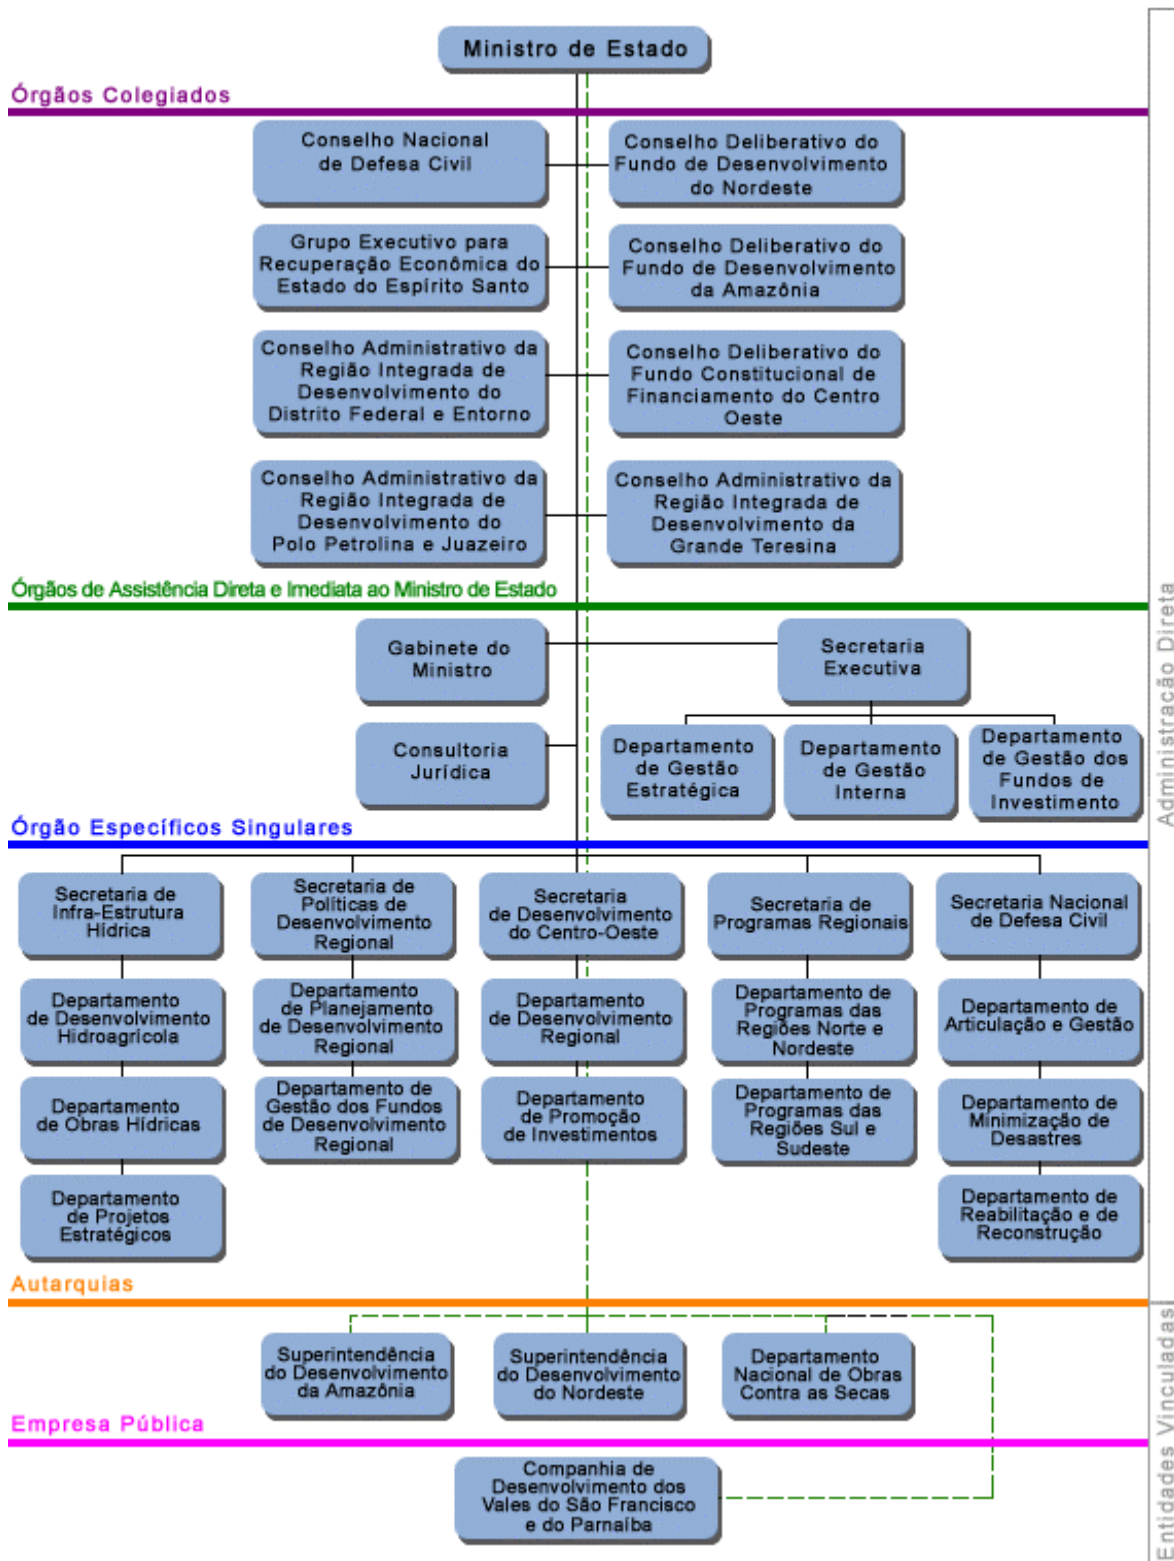 Ministro de Estado
Órgãos Colegiados
Conselho Nacional
de Defesa Civil
Conselho Deliberativo do
Fundo de Desenvolvimento
do Nordeste
Grupo Executivo para
Recuperação Econômica do
Estado do Espírito Santo
Conselho Deliberativo do
Fundo de Desenvolvimento
da Amazônia
Conselho Administrativo da
Região Integrada de
Desenvolvimento do
Distrito Federal e Entorno
Conselho Deliberativo do
Fundo Constitucional de
Financiamento do Centro
Oeste
Conselho Administrativo da
Região Integrada de
Desenvolvimento do
Polo Petrolina e Juazeiro
Conselho Administrativo da
Região Integrada de
Desenvolvimento da
Grande Teresina
Órgãos de Assistência Direta e Imediata ao Ministro de Estado
Gabinete do
Ministro
Secretaria
Executiva
Consultoria
Jurídica
Departamento
de Gestão
Estratégica
Departamento
de Gestão
Interna
Departamento
de Gestão dos
Fundos de
Investimento
Administração Direta
Órgão Específicos Singulares
Secretaria de
Infra-Estrutura
Hídrica
Secretaria de
Políticas de
Desenvolvimento
Regional
Secretaria
de Desenvolvimento
do Centro-Oeste
Secretaria de
Programas Regionais
Secretaria Nacional
de Defesa Civil
Departamento
de Desenvolvimento
Hidroagrícola
Departamento
de Planejamento
de Desenvolvimento
Regional
Departamento
de Desenvolvimento
Regional
Departamento de
Programas das
Regiões Norte e
Nordeste
Departamento de
Articulação e Gestão
Departamento
de Obras Hídricas
Departamento de
Gestão dos Fundos
de Desenvolvimento
Regional
Departamento
de Promoção
de Investimentos
Departamento de
Programas das
Regiões Sul e
Sudeste
Departamento de
Minimização de
Desastres
Departamento
de Projetos
Estratégicos
Departamento de
Reabilitação e de
Reconstrução
Autarquias
Superintendência
do Desenvolvimento
da Amazônia
Superintendência
do Desenvolvimento
do Nordeste
Departamento
Nacional de Obras
Contra as Secas
Empresa Pública
Companhia de
Desenvolvimento dos
Vales do São Francisco
e do Parnaíba
Entidades Vinculadas